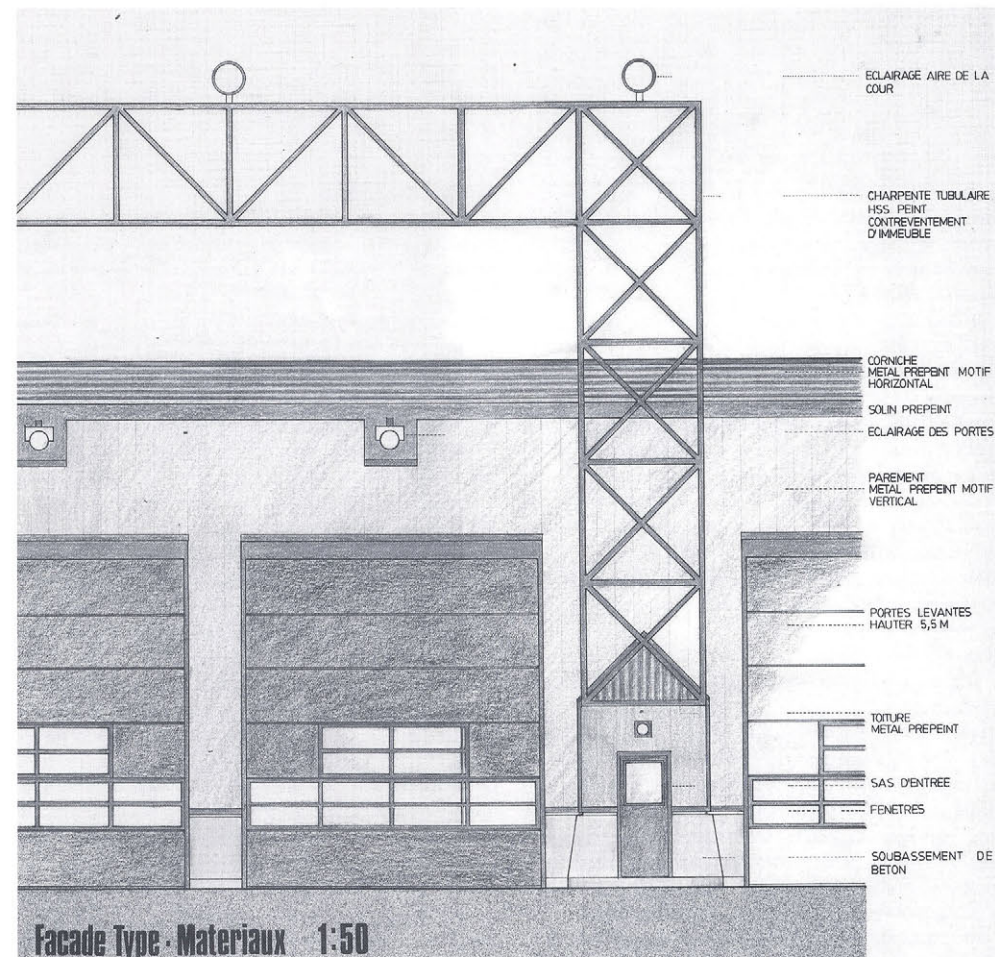 ECLAIRAGE AIRE DE LA
COUR
CHARPENTE TUBULAIRE
HSS PEINT
CONTREVENTEMENT
D'IMMEUBLE
CORNICHE
METAL PREPEINT MOTIF
HORIZONTAL
SOLIN PREPEINT
ECLAIRAGE DES PORTES
PAREMENT
METAL PREPEINT MOTIF
VERTICAL
PORTES LEVANTES
HAUTER 5,5 M
TOITURE
METAL PREPEINT
SAS D'ENTREE
FENETRES
SOUBASSEMENT DE
BETON
Facade Type · Materiaux 1:50